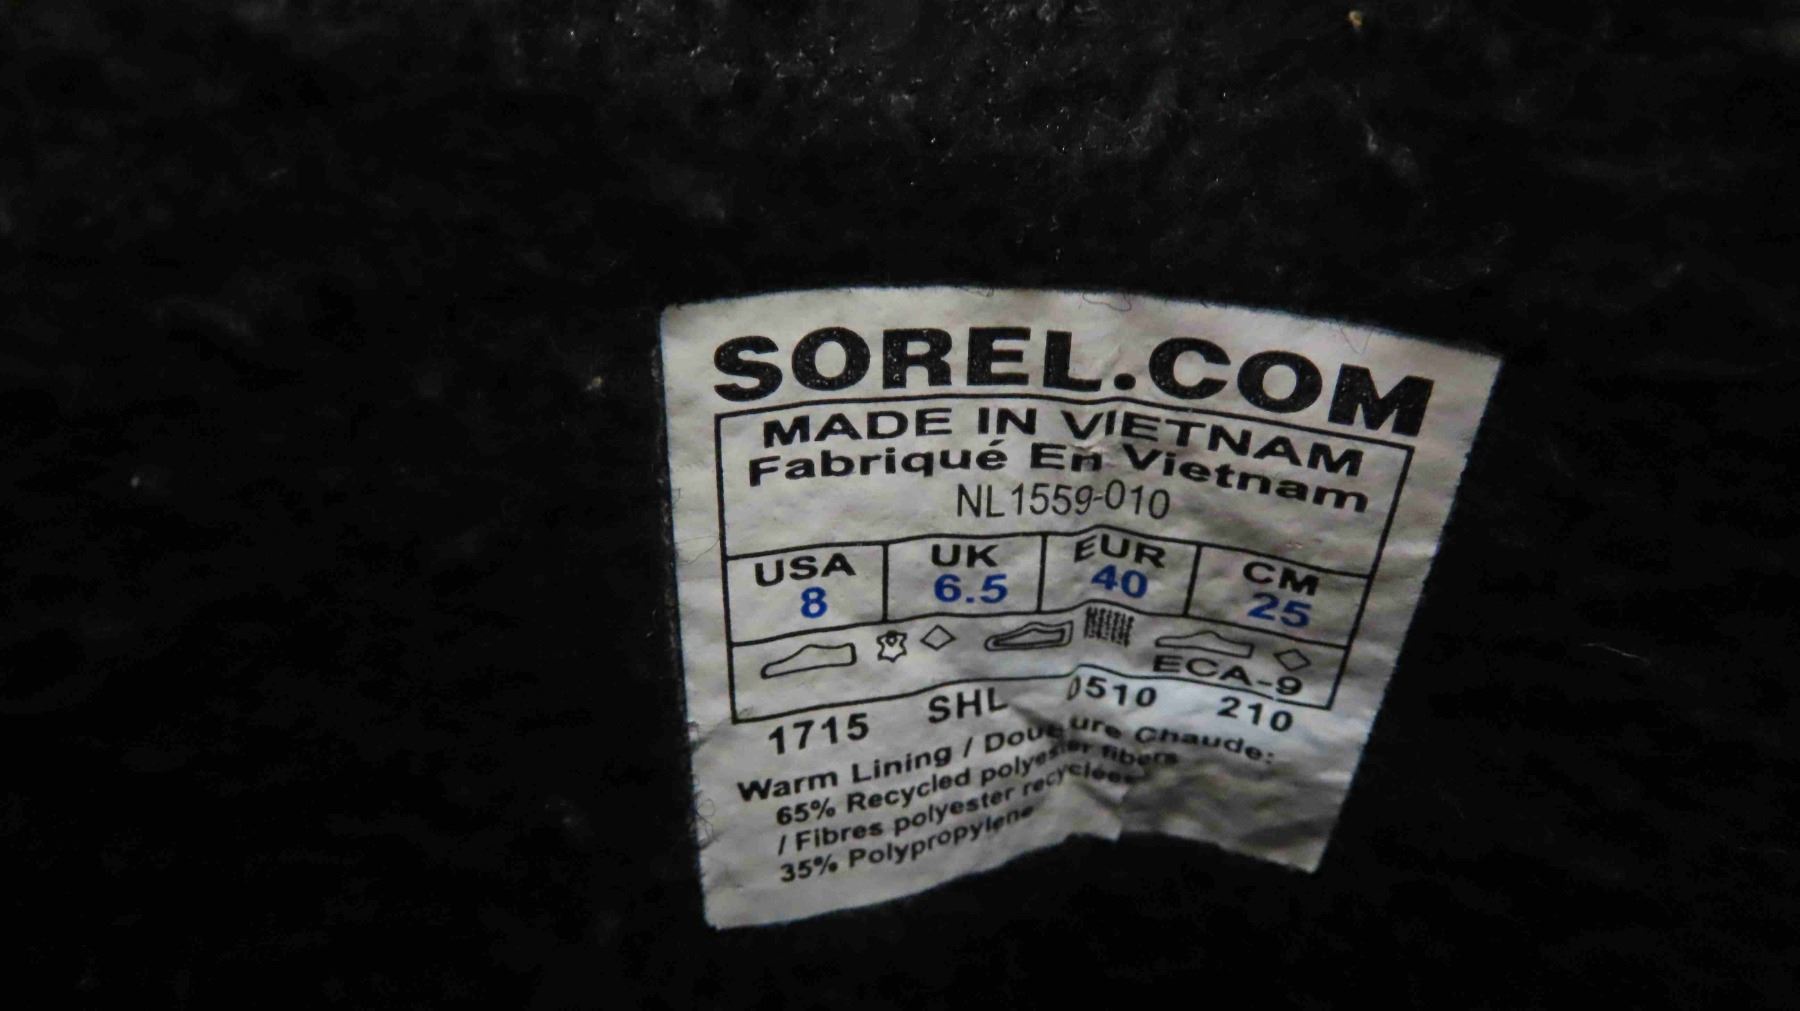 SOREL.COM
MADE IN VIETNAM
Fabriqué En Vietnam
NL1559-010
USA UK EUR CM
8 6.5 40 25
ECA-9
1715 SHL 0510 210
Warm Lining / Doublure Chaude:
65% Recycled polyester fibers
/ Fibres polyester recyclées
35% Polypropylene